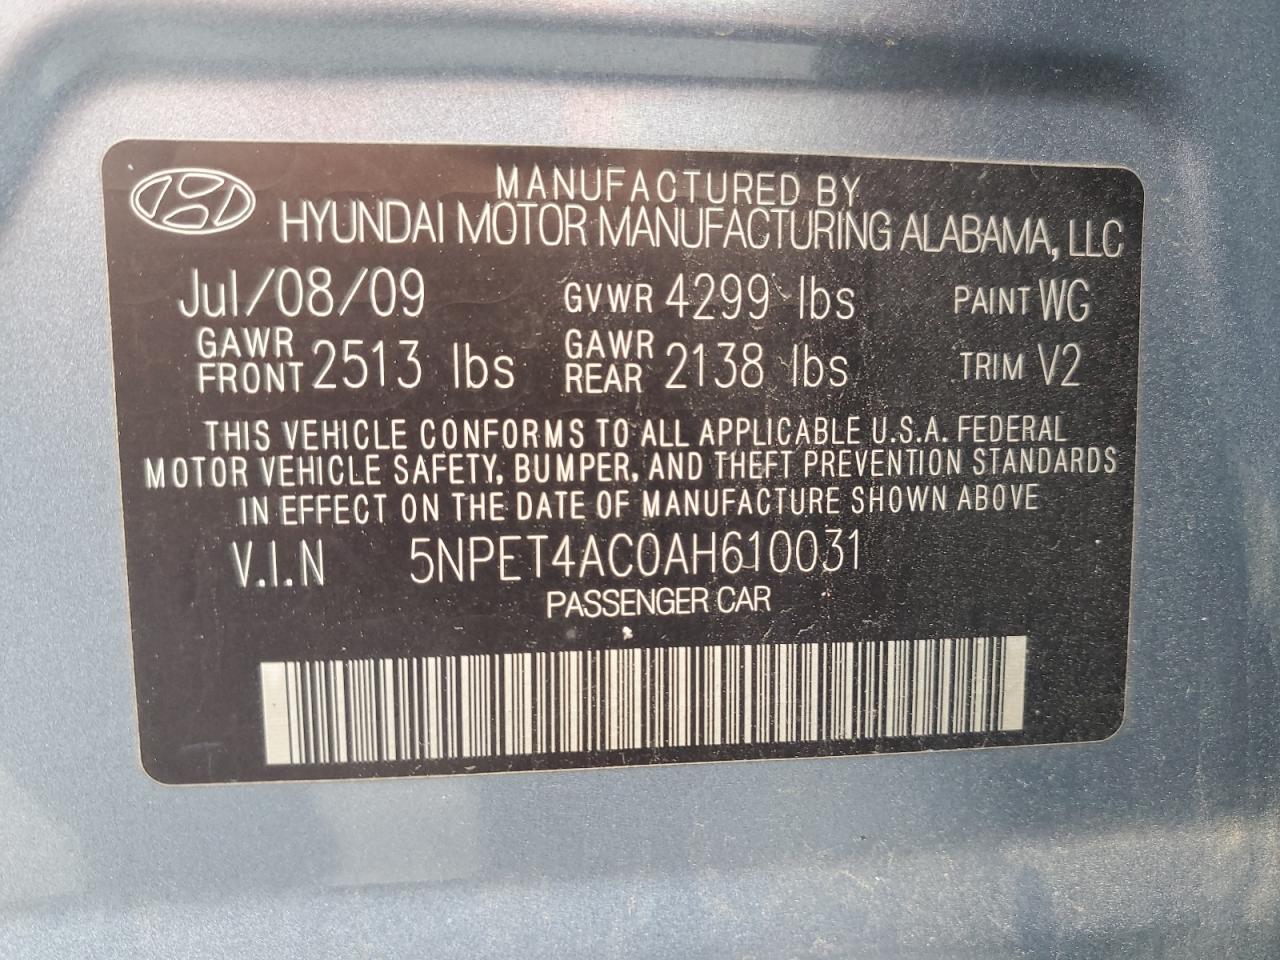 MANUFACTURED BY
HYUNDAI MOTOR MANUFACTURING ALABAMA, LLC
Jul/08/09 GVWR 4299 lbs PAINT WG
GAWR FRONT 2513 lbs GAWR REAR 2138 lbs TRIM V2
THIS VEHICLE CONFORMS TO ALL APPLICABLE U.S.A. FEDERAL
MOTOR VEHICLE SAFETY, BUMPER, AND THEFT PREVENTION STANDARDS
IN EFFECT ON THE DATE OF MANUFACTURE SHOWN ABOVE
V.I.N 5NPET4AC0AH610031
PASSENGER CAR